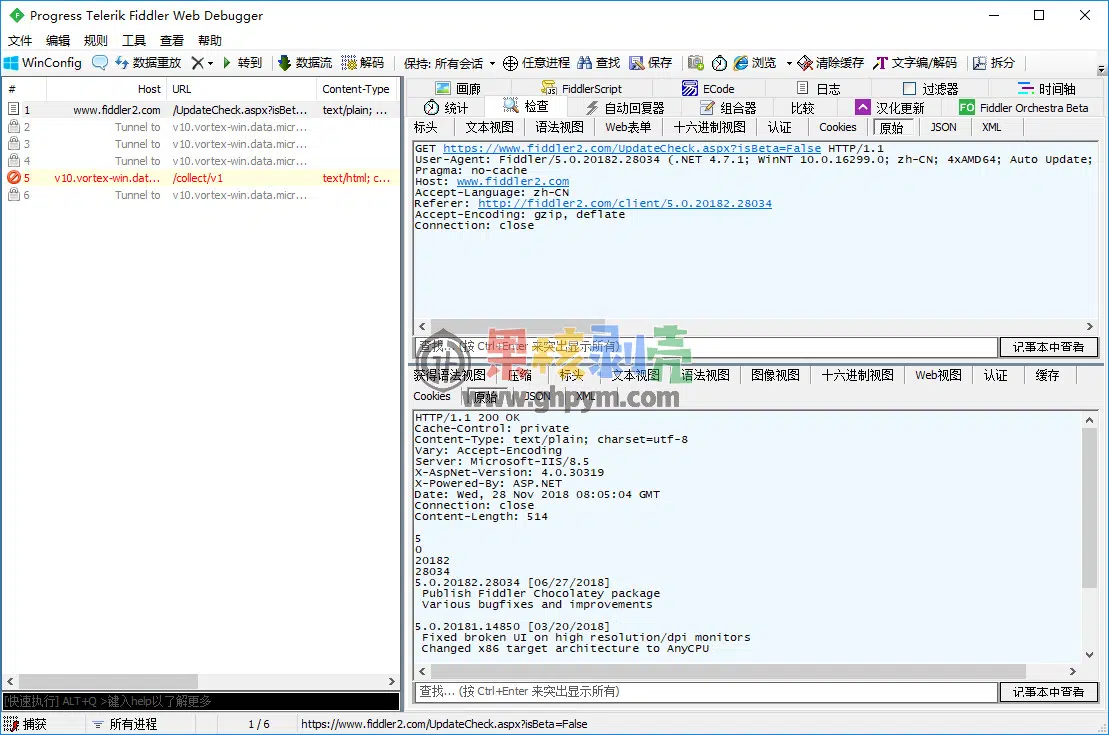 Progress Telerik Fiddler Web Debugger
文件 编辑 规则 工具 查看 帮助
WinConfig 数据重放 转到 数据流 解码 保持: 所有会话 任意进程 查找 保存 浏览 清除缓存 文字编/解码 拆分
# Host URL Content-Type
1 www.fiddler2.com /UpdateCheck.aspx?isBet... text/plain; ...
2 Tunnel to v10.vortex-win.data.micr...
3 Tunnel to v10.vortex-win.data.micr...
4 Tunnel to v10.vortex-win.data.micr...
5 v10.vortex-win.dat... /collect/v1 text/html; c...
6 Tunnel to v10.vortex-win.data.micr...
画廊 FiddlerScript ECode 日志 过滤器 时间轴
统计 检查 自动回复器 组合器 比较 汉化更新 FO Fiddler Orchestra Beta
标头 文本视图 语法视图 Web表单 十六进制视图 认证 Cookies 原始 JSON XML
GET https://www.fiddler2.com/UpdateCheck.aspx?isBeta=False HTTP/1.1
User-Agent: Fiddler/5.0.20182.28034 (.NET 4.7.1; WinNT 10.0.16299.0; zh-CN; 4xAMD64; Auto Update;
Pragma: no-cache
Host: www.fiddler2.com
Accept-Language: zh-CN
Referer: http://fiddler2.com/client/5.0.20182.28034
Accept-Encoding: gzip, deflate
Connection: close
查找... (按 Ctrl+Enter 来突出显示所有) 记事本中查看
果核剥壳
www.ghpym.com
获得语法视图 压缩 标头 文本视图 语法视图 图像视图 十六进制视图 Web视图 认证 缓存
Cookies 原始 JSON XML
HTTP/1.1 200 OK
Cache-Control: private
Content-Type: text/plain; charset=utf-8
Vary: Accept-Encoding
Server: Microsoft-IIS/8.5
X-AspNet-Version: 4.0.30319
X-Powered-By: ASP.NET
Date: Wed, 28 Nov 2018 08:05:04 GMT
Connection: close
Content-Length: 514
5
0
20182
28034
5.0.20182.28034 [06/27/2018]
Publish Fiddler Chocolatey package
Various bugfixes and improvements
5.0.20181.14850 [03/20/2018]
Fixed broken UI on high resolution/dpi monitors
Changed x86 target architecture to AnyCPU
查找... (按 Ctrl+Enter 来突出显示所有) 记事本中查看
[快速执行] ALT+Q >键入help以了解更多
捕获 所有进程 1 / 6 https://www.fiddler2.com/UpdateCheck.aspx?isBeta=False